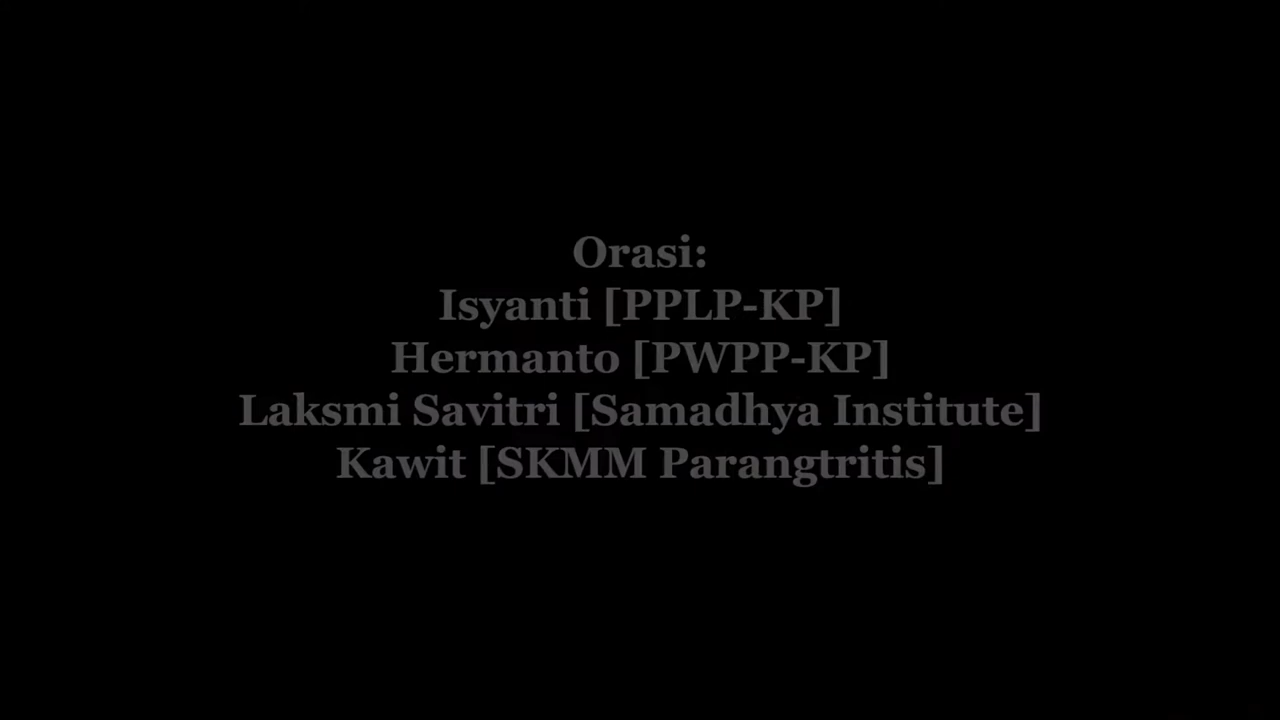 Orasi:
Isyanti [PPLP-KP]
Hermanto [PWPP-KP]
Laksmi Savitri [Samadhya Institute]
Kawit [SKMM Parangtritis]